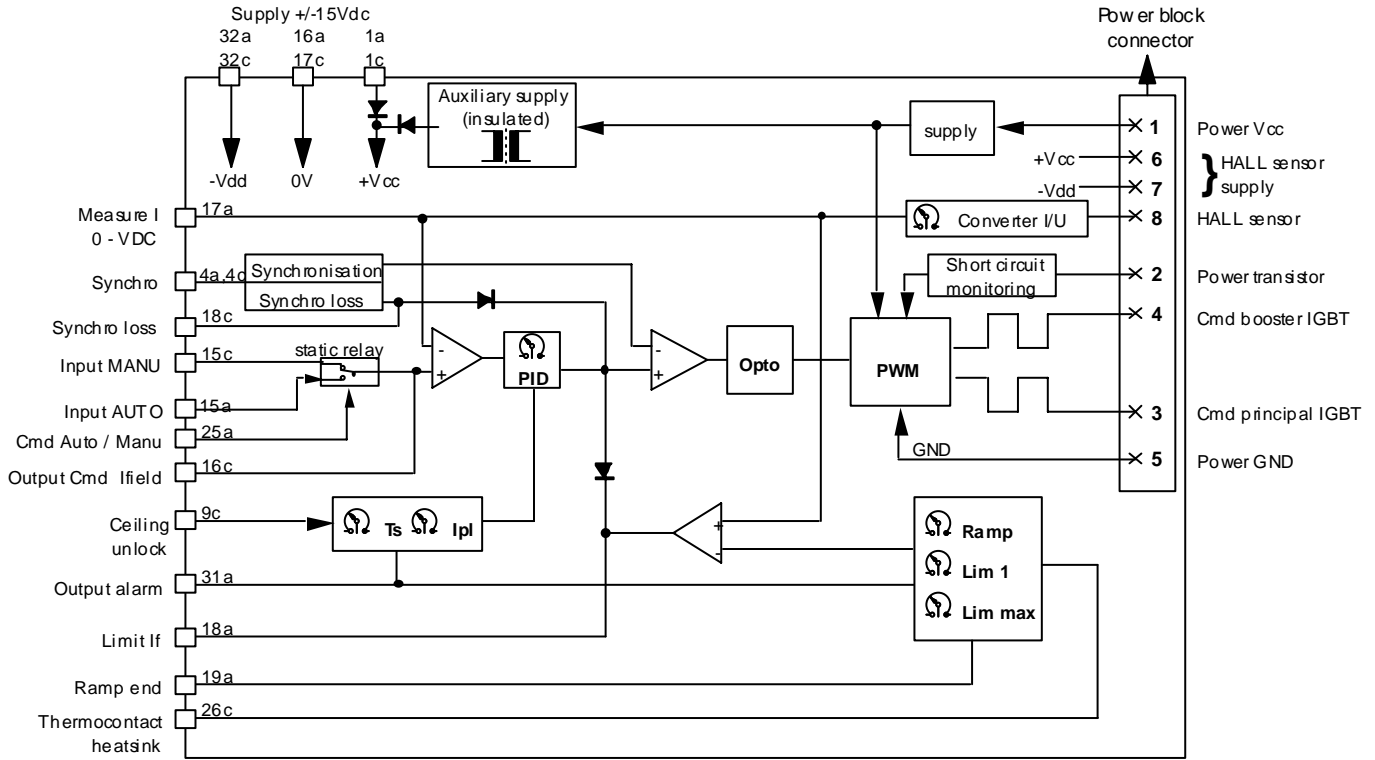 Supply +/-15Vdc
32a 16a 1a
32c 17c 1c
Power block
connector
Auxiliary supply
(insulated)
supply
1 Power Vcc
+Vcc 6
HALL sensor
-Vdd 7
supply
-Vdd 0V +Vcc
Measure I
0 - VDC
17a
Converter I/U
8 HALL sensor
Synchro
4a,4c
Synchronisation
Synchro loss
Short circuit
monitoring
2 Power transistor
Synchro loss
18c
4 Cmd booster IGBT
Input MANU
15c
static relay
-
+
PID
-
+
Opto
PWM
Input AUTO
15a
3 Cmd principal IGBT
Cmd Auto / Manu
25a
Output Cmd Ifield
16c
GND
5 Power GND
Ceiling
unlock
9c
Ts Ipl
+
-
Ramp
Lim 1
Lim max
Output alarm
31a
Limit If
18a
Ramp end
19a
Thermocontact
heatsink
26c